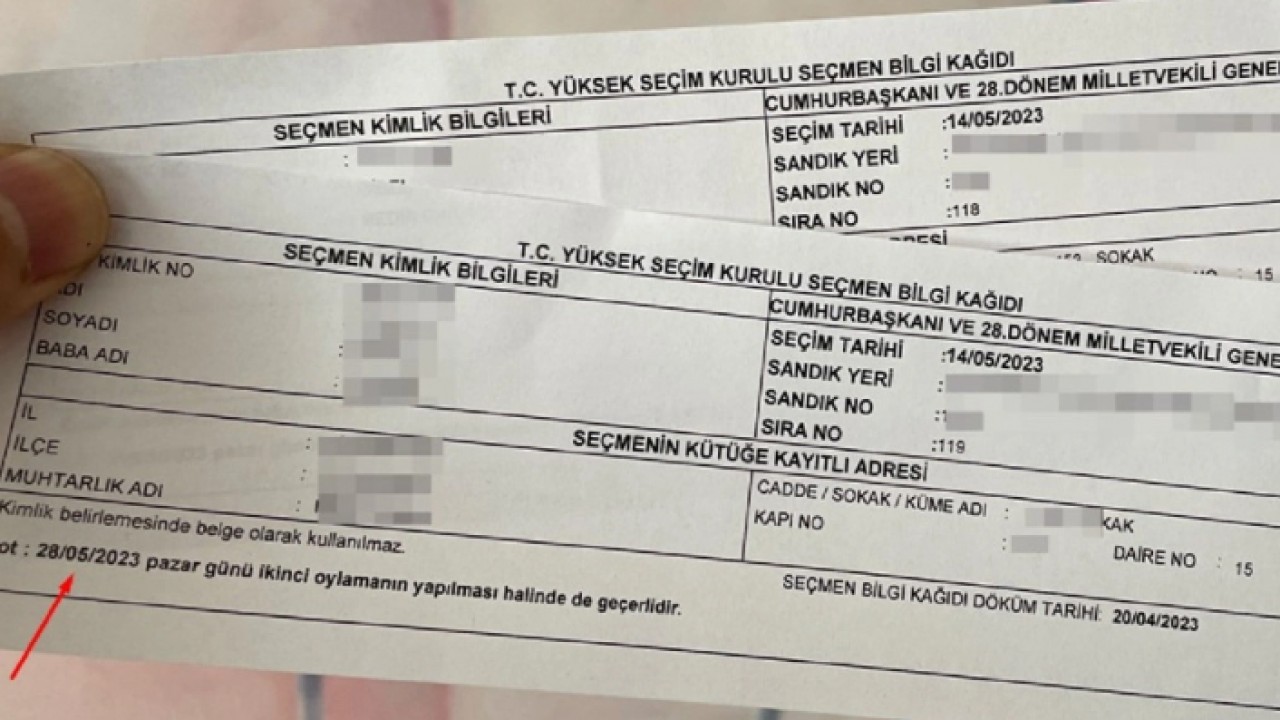 T.C. YÜKSEK SEÇİM KURULU SEÇMEN BİLGİ KAĞIDI
SEÇMEN KİMLİK BİLGİLERİ
CUMHURBAŞKANI VE 28.DÖNEM MİLLETVEKİLİ GENE
SEÇİM TARİHİ :14/05/2023
SANDIK YERİ :
SANDIK NO :
SIRA NO :118
SOKAK
: 15
T.C. YÜKSEK SEÇİM KURULU SEÇMEN BİLGİ KAĞIDI
SEÇMEN KİMLİK BİLGİLERİ
KİMLİK NO
ADI
SOYADI :
BABA ADI :
CUMHURBAŞKANI VE 28.DÖNEM MİLLETVEKİLİ GENE
SEÇİM TARİHİ :14/05/2023
SANDIK YERİ :
SANDIK NO :1
SIRA NO :119
SEÇMENİN KÜTÜĞE KAYITLI ADRESİ
İL :
İLÇE :
MUHTARLIK ADI :
CADDE / SOKAK / KÜME ADI : KAK
KAPI NO :
DAİRE NO : 15
Kimlik belirlemesinde belge olarak kullanılmaz.
ot : 28/05/2023 pazar günü ikinci oylamanın yapılması halinde de geçerlidir.
SEÇMEN BİLGİ KAĞIDI DÖKÜM TARİHİ: 20/04/2023